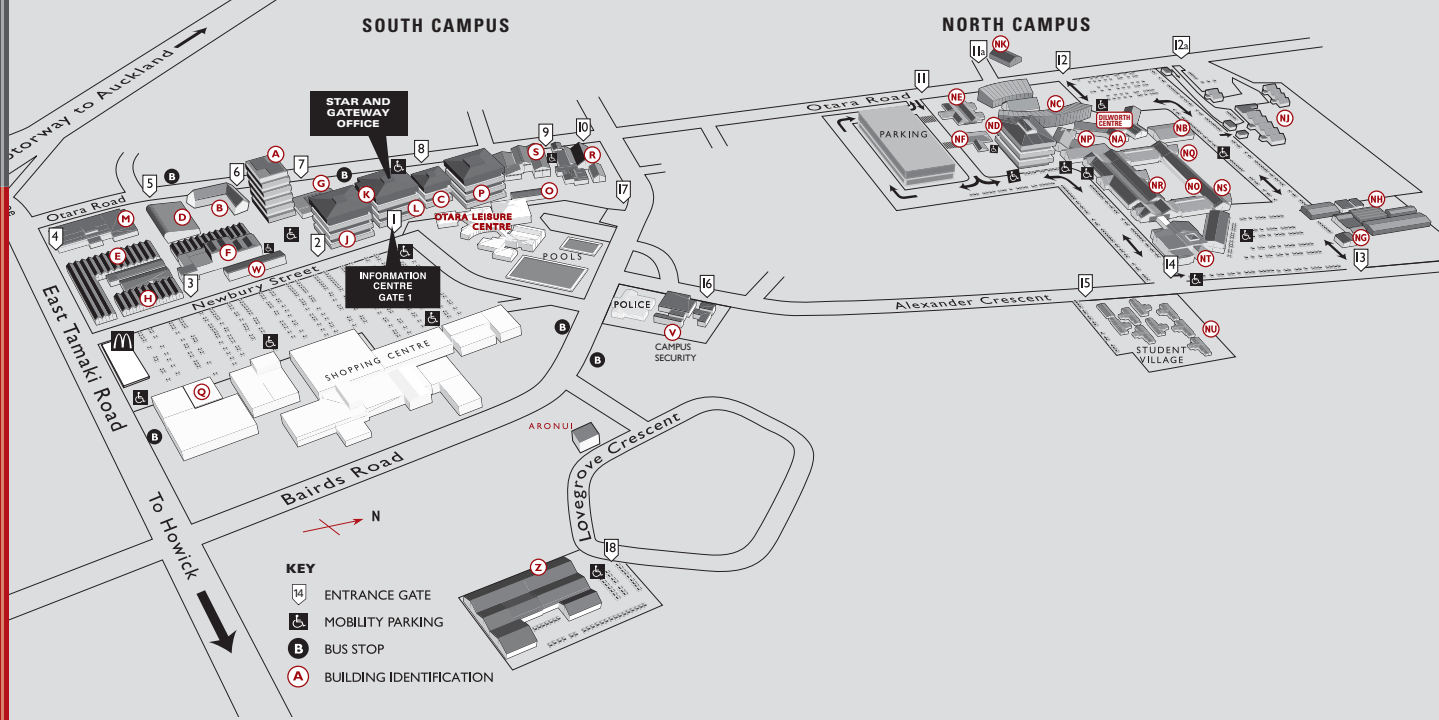 SOUTH CAMPUS
NORTH CAMPUS
torway to Auckland
STAR AND
GATEWAY
OFFICE
Otara Road
Otara Road
East Tamaki Road
Newbury Street
To Howick
Bairds Road
Lovegrove Crescent
Alexander Crescent
INFORMATION
CENTRE
GATE 1
OTARA LEISURE
CENTRE
POOLS
POLICE
CAMPUS
SECURITY
SHOPPING CENTRE
ARONUI
PARKING
DILWORTH
CENTRE
STUDENT
VILLAGE
1
2
3
4
5
6
7
8
9
10
11
11a
12
12a
13
14
15
16
17
18
A
B
C
D
E
F
G
H
J
K
L
M
O
P
Q
R
S
V
W
Z
NA
NB
NC
ND
NE
NF
NG
NH
NJ
NK
NO
NP
NQ
NR
NS
NT
NU
B
B
B
B
B
N
KEY
14 ENTRANCE GATE
MOBILITY PARKING
B BUS STOP
A BUILDING IDENTIFICATION